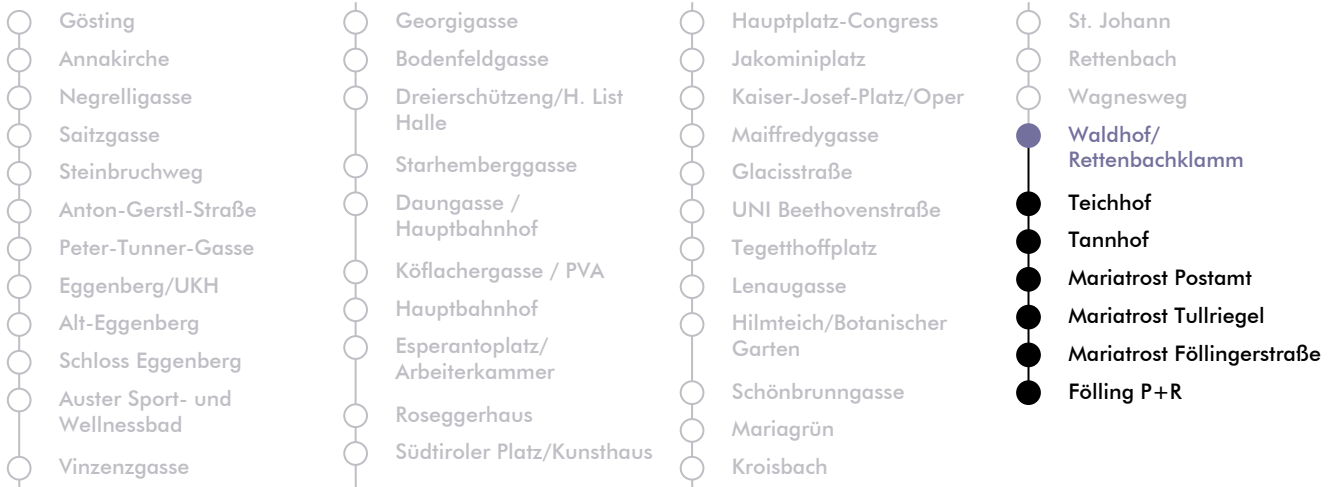 Gösting
Annakirche
Negrelligasse
Saitzgasse
Steinbruchweg
Anton-Gerstl-Straße
Peter-Tunner-Gasse
Eggenberg/UKH
Alt-Eggenberg
Schloss Eggenberg
Auster Sport- und
Wellnessbad
Vinzenzgasse
Georgigasse
Bodenfeldgasse
Dreierschützeng/H. List
Halle
Starhemberggasse
Daungasse /
Hauptbahnhof
Köflachergasse / PVA
Hauptbahnhof
Esperantoplatz/
Arbeiterkammer
Roseggerhaus
Südtiroler Platz/Kunsthaus
Hauptplatz-Congress
Jakominiplatz
Kaiser-Josef-Platz/Oper
Maiffredygasse
Glacisstraße
UNI Beethovenstraße
Tegetthoffplatz
Lenaugasse
Hilmteich/Botanischer
Garten
Schönbrunngasse
Mariagrün
Kroisbach
St. Johann
Rettenbach
Wagnesweg
Waldhof/
Rettenbachklamm
Teichhof
Tannhof
Mariatrost Postamt
Mariatrost Tullriegel
Mariatrost Föllingerstraße
Fölling P+R